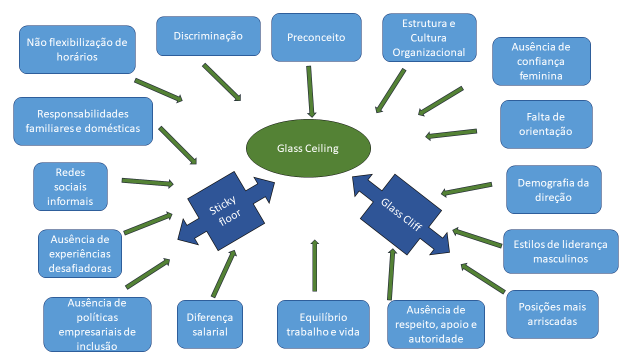 Não flexibilização de
horários
Discriminação
Preconceito
Estrutura e
Cultura
Organizacional
Ausência de
confiança
feminina
Responsabilidades
familiares e domésticas
Glass Ceiling
Falta de
orientação
Redes
sociais
informais
Sticky
floor
Glass Cliff
Demografia da
direção
Ausência de
experiências
desafiadoras
Estilos de liderança
masculinos
Ausência de
políticas
empresariais de
inclusão
Diferença
salarial
Equilíbrio
trabalho e vida
Ausência de
respeito, apoio e
autoridade
Posições mais
arriscadas